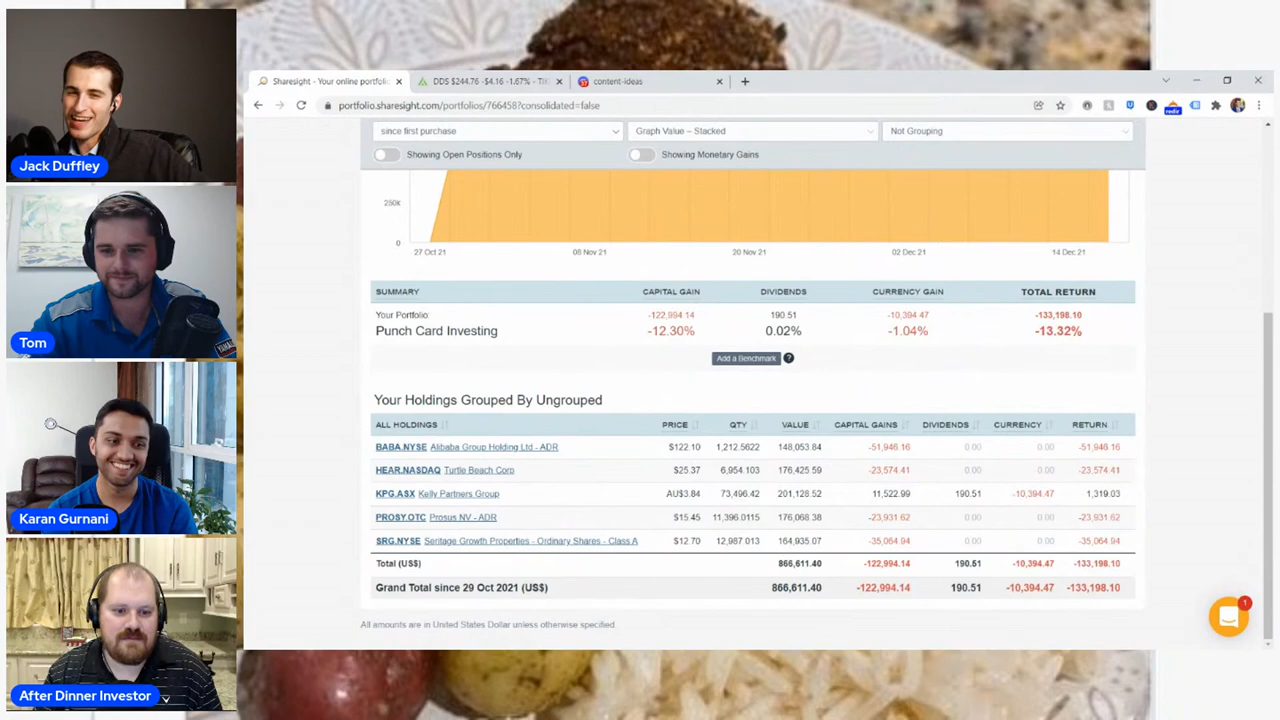 Jack Duffley
Tom
Karan Gurnani
After Dinner Investor
Sharesight - Your online portfolio
DDS $244.76 -$4.16 -1.67% - TIK
content-ideas
portfolio.sharesight.com/portfolios/766458?consolidated=false
since first purchase
Graph Value – Stacked
Not Grouping
Showing Open Positions Only
Showing Monetary Gains
250K
0
27 Oct 21 08 Nov 21 20 Nov 21 02 Dec 21 14 Dec 21
SUMMARY CAPITAL GAIN DIVIDENDS CURRENCY GAIN TOTAL RETURN
Your Portfolio: -122,994.14 190.51 -10,394.47 -133,198.10
Punch Card Investing -12.30% 0.02% -1.04% -13.32%
Add a Benchmark ?
Your Holdings Grouped By Ungrouped
ALL HOLDINGS PRICE QTY VALUE CAPITAL GAINS DIVIDENDS CURRENCY RETURN
BABA.NYSE Alibaba Group Holding Ltd - ADR $122.10 1,212.5622 148,053.84 -51,946.16 0.00 0.00 -51,946.16
HEAR.NASDAQ Turtle Beach Corp $25.37 6,954.103 176,425.59 -23,574.41 0.00 0.00 -23,574.41
KPG.ASX Kelly Partners Group AU$3.84 73,496.42 201,128.52 11,522.99 190.51 -10,394.47 1,319.03
PROSY.OTC Prosus NV - ADR $15.45 11,396.0115 176,068.38 -23,931.62 0.00 0.00 -23,931.62
SRG.NYSE Seritage Growth Properties - Ordinary Shares - Class A $12.70 12,987.013 164,935.07 -35,064.94 0.00 0.00 -35,064.94
Total (US$) 866,611.40 -122,994.14 190.51 -10,394.47 -133,198.10
Grand Total since 29 Oct 2021 (US$) 866,611.40 -122,994.14 190.51 -10,394.47 -133,198.10
All amounts are in United States Dollar unless otherwise specified.
1